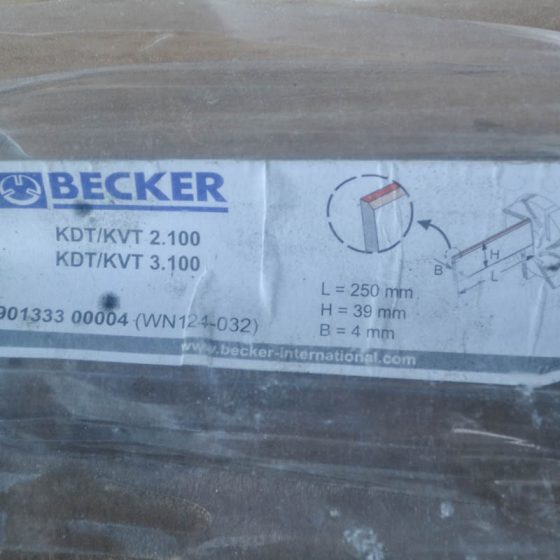 BECKER
KDT/KVT 2.100
KDT/KVT 3.100
901333 00004 (WN124-032)
L = 250 mm
H = 39 mm
B = 4 mm
B
H
L
www.becker-international.com